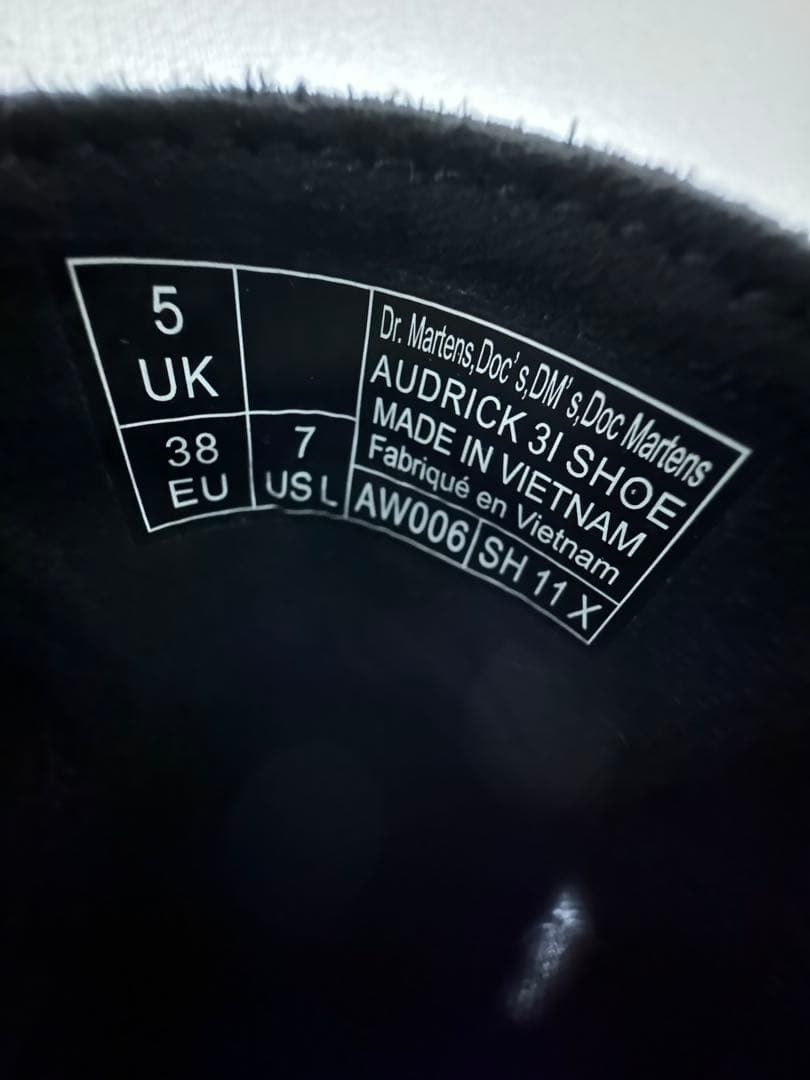 5
UK
38
EU
7
US L
Dr. Martens,Doc's,DM's,Doc Martens
AUDRICK 3I SHOE
MADE IN VIETNAM
Fabriqué en Vietnam
AW006
SH 11 X